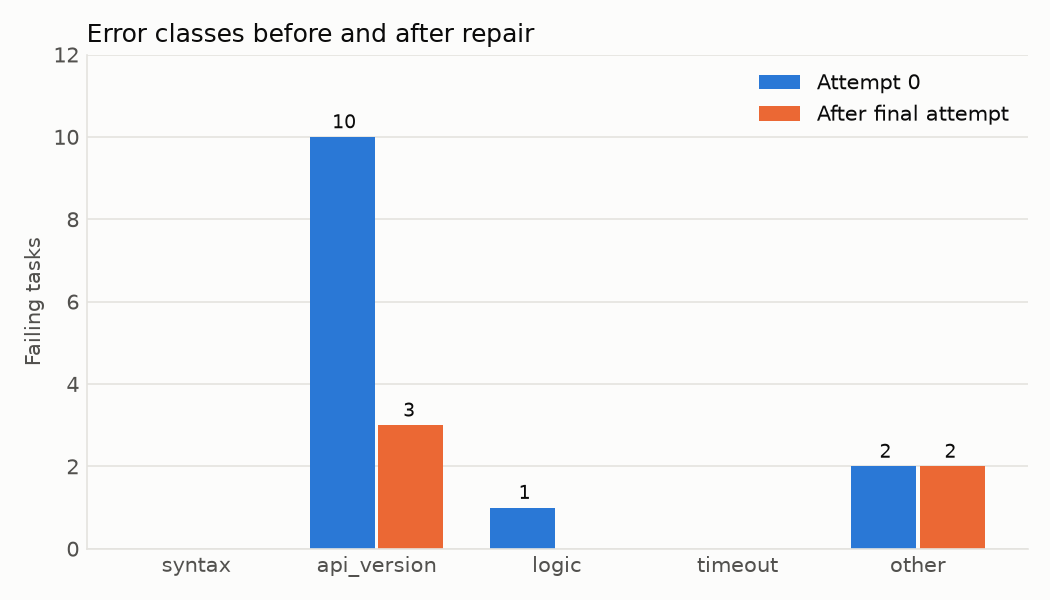 Error classes before and after repair
Attempt 0
After final attempt
Failing tasks
12
10
8
6
4
2
0
10
3
1
2
2
syntax
api_version
logic
timeout
other